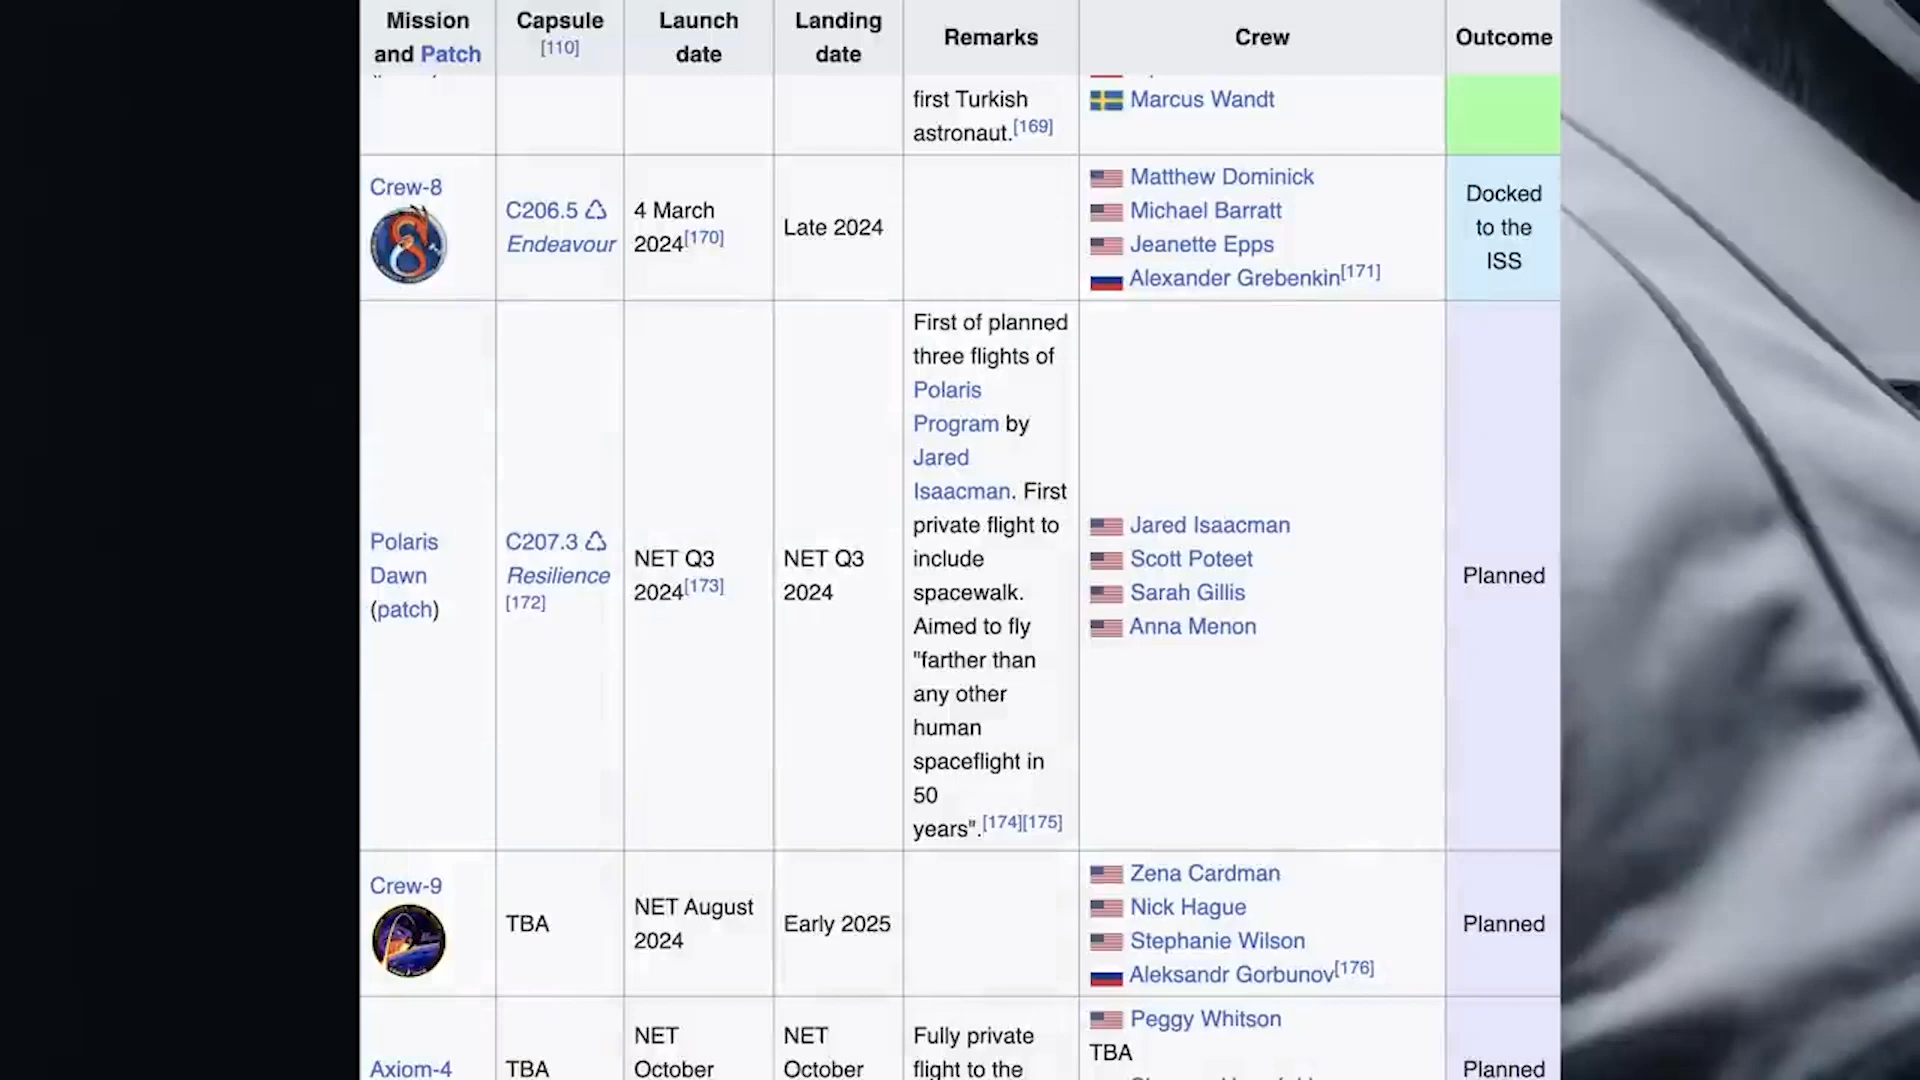 Mission and Patch
Capsule [110]
Launch date
Landing date
Remarks
Crew
Outcome
first Turkish
astronaut.[169]
Marcus Wandt
Crew-8
C206.5
Endeavour
4 March
2024[170]
Late 2024
Matthew Dominick
Michael Barratt
Jeanette Epps
Alexander Grebenkin[171]
Docked
to the
ISS
Polaris
Dawn
(patch)
C207.3
Resilience
[172]
NET Q3
2024[173]
NET Q3
2024
First of planned
three flights of
Polaris
Program by
Jared
Isaacman. First
private flight to
include
spacewalk.
Aimed to fly
"farther than
any other
human
spaceflight in
50
years".[174][175]
Jared Isaacman
Scott Poteet
Sarah Gillis
Anna Menon
Planned
Crew-9
TBA
NET August
2024
Early 2025
Zena Cardman
Nick Hague
Stephanie Wilson
Aleksandr Gorbunov[176]
Planned
Axiom-4
TBA
NET
October
NET
October
Fully private
flight to the
Peggy Whitson
TBA
Planned